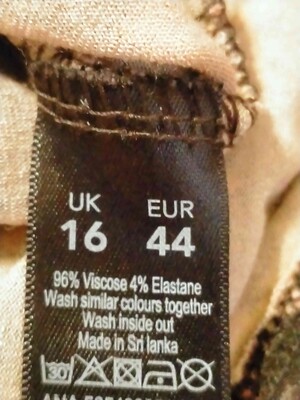 UK EUR
16 44
96% Viscose 4% Elastane
Wash similar colours together
Wash inside out
Made in Sri lanka
30